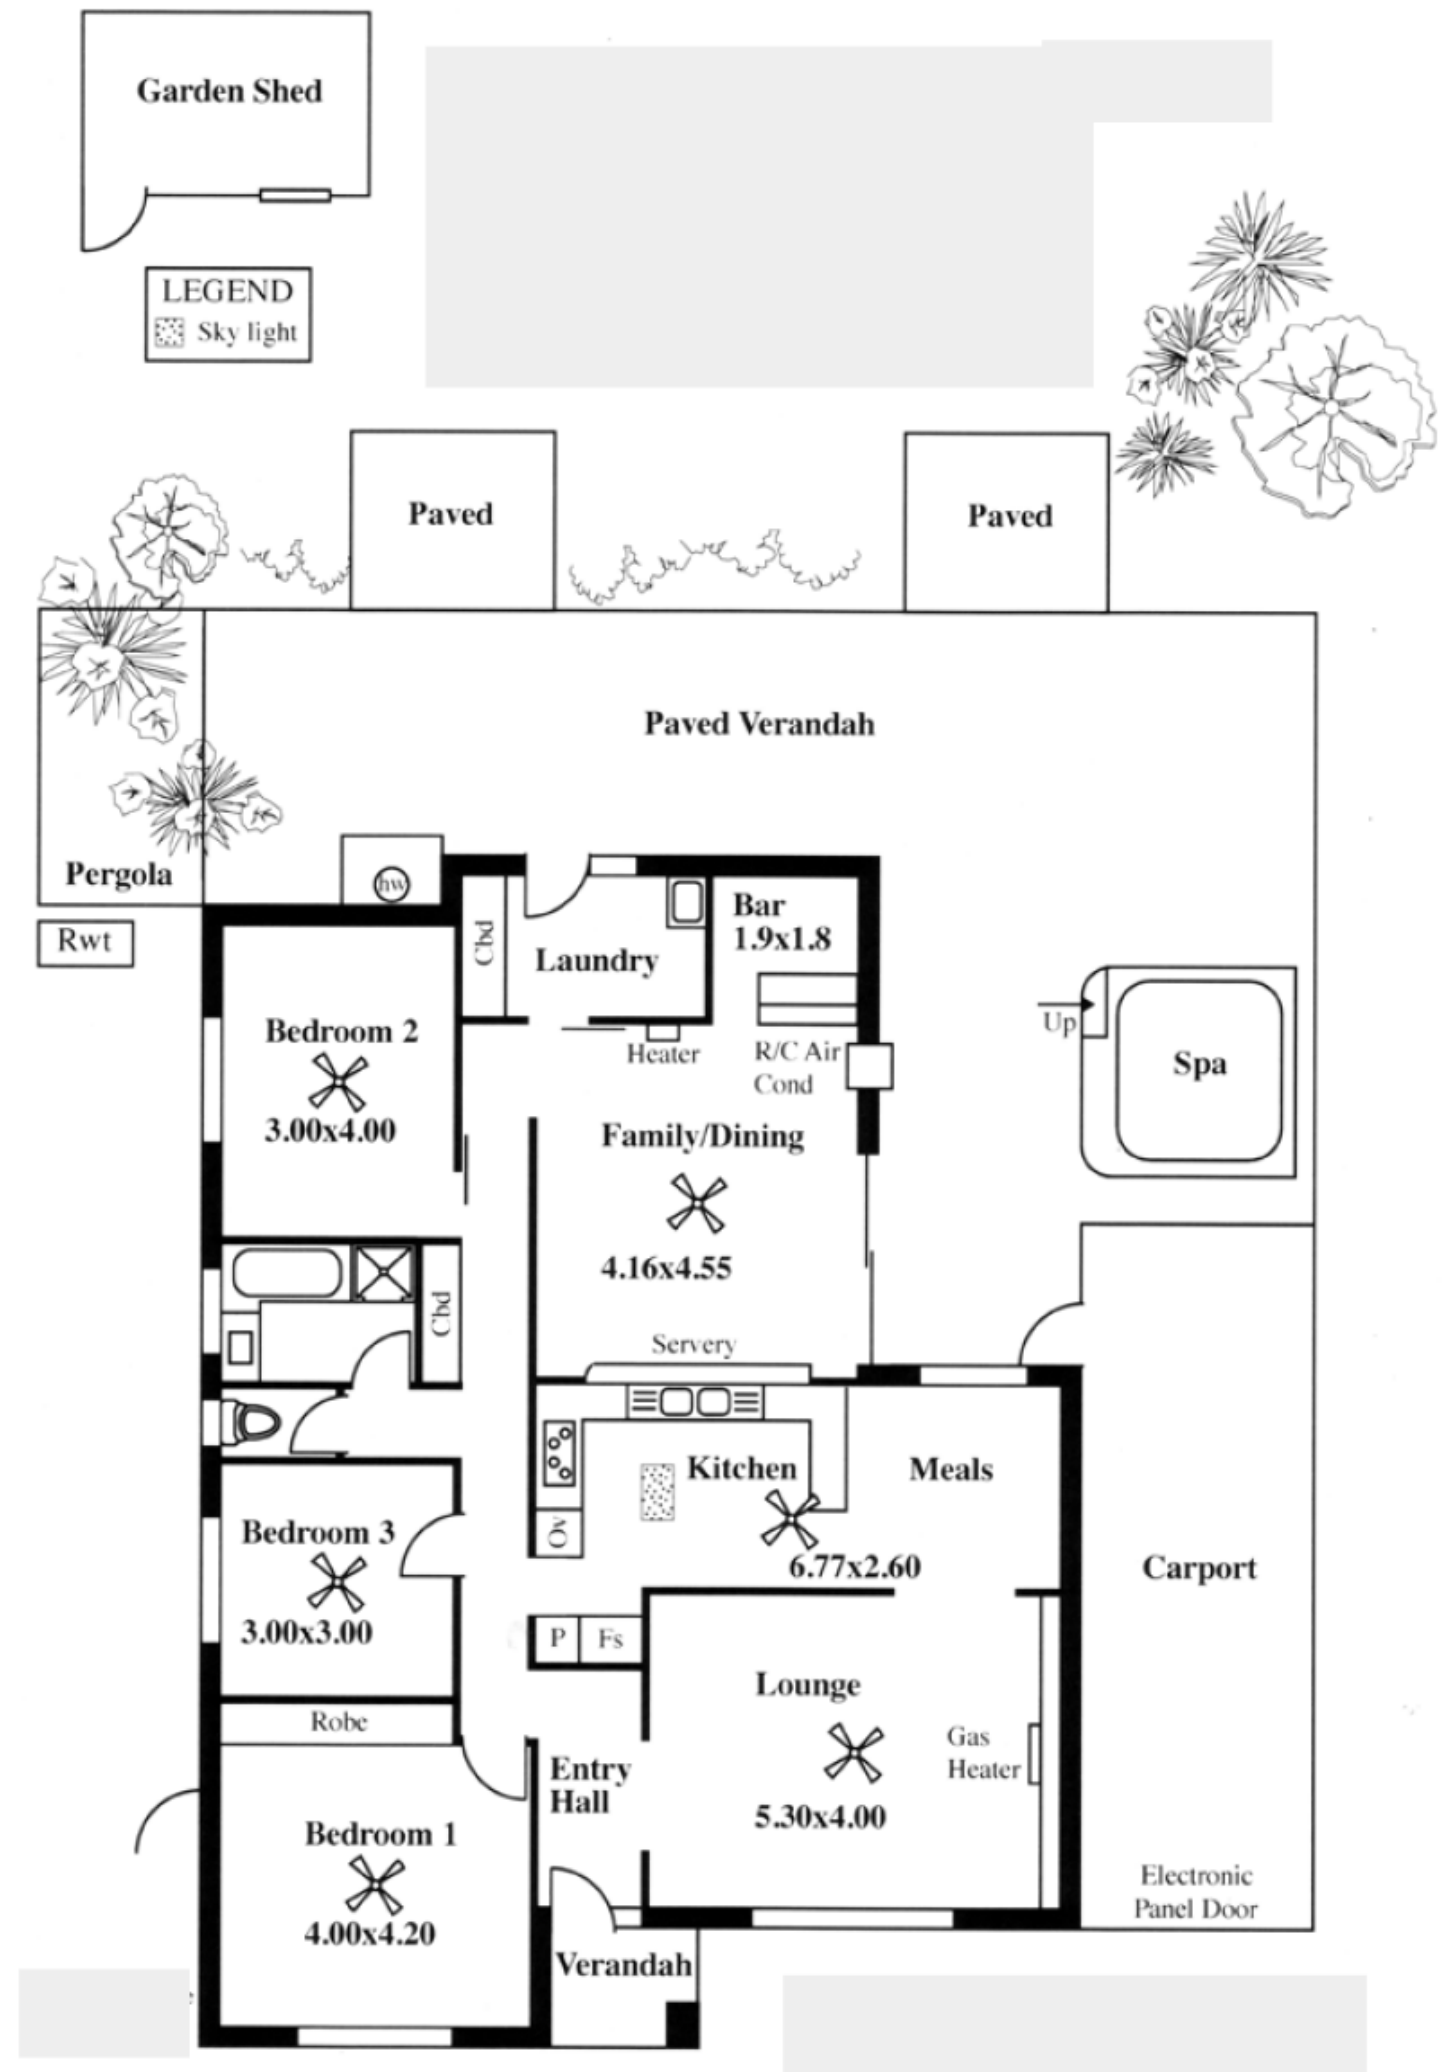 Garden Shed
LEGEND
Sky light
Paved
Paved
Paved Verandah
Pergola
hw
Rwt
Cbd
Laundry
Bar
1.9x1.8
Bedroom 2
3.00x4.00
Heater
R/C Air
Cond
Up
Spa
Family/Dining
4.16x4.55
Cbd
Servery
Kitchen
Meals
Ov
6.77x2.60
Bedroom 3
3.00x3.00
Carport
P
Fs
Robe
Lounge
Gas
Heater
5.30x4.00
Entry
Hall
Bedroom 1
4.00x4.20
Electronic
Panel Door
Verandah